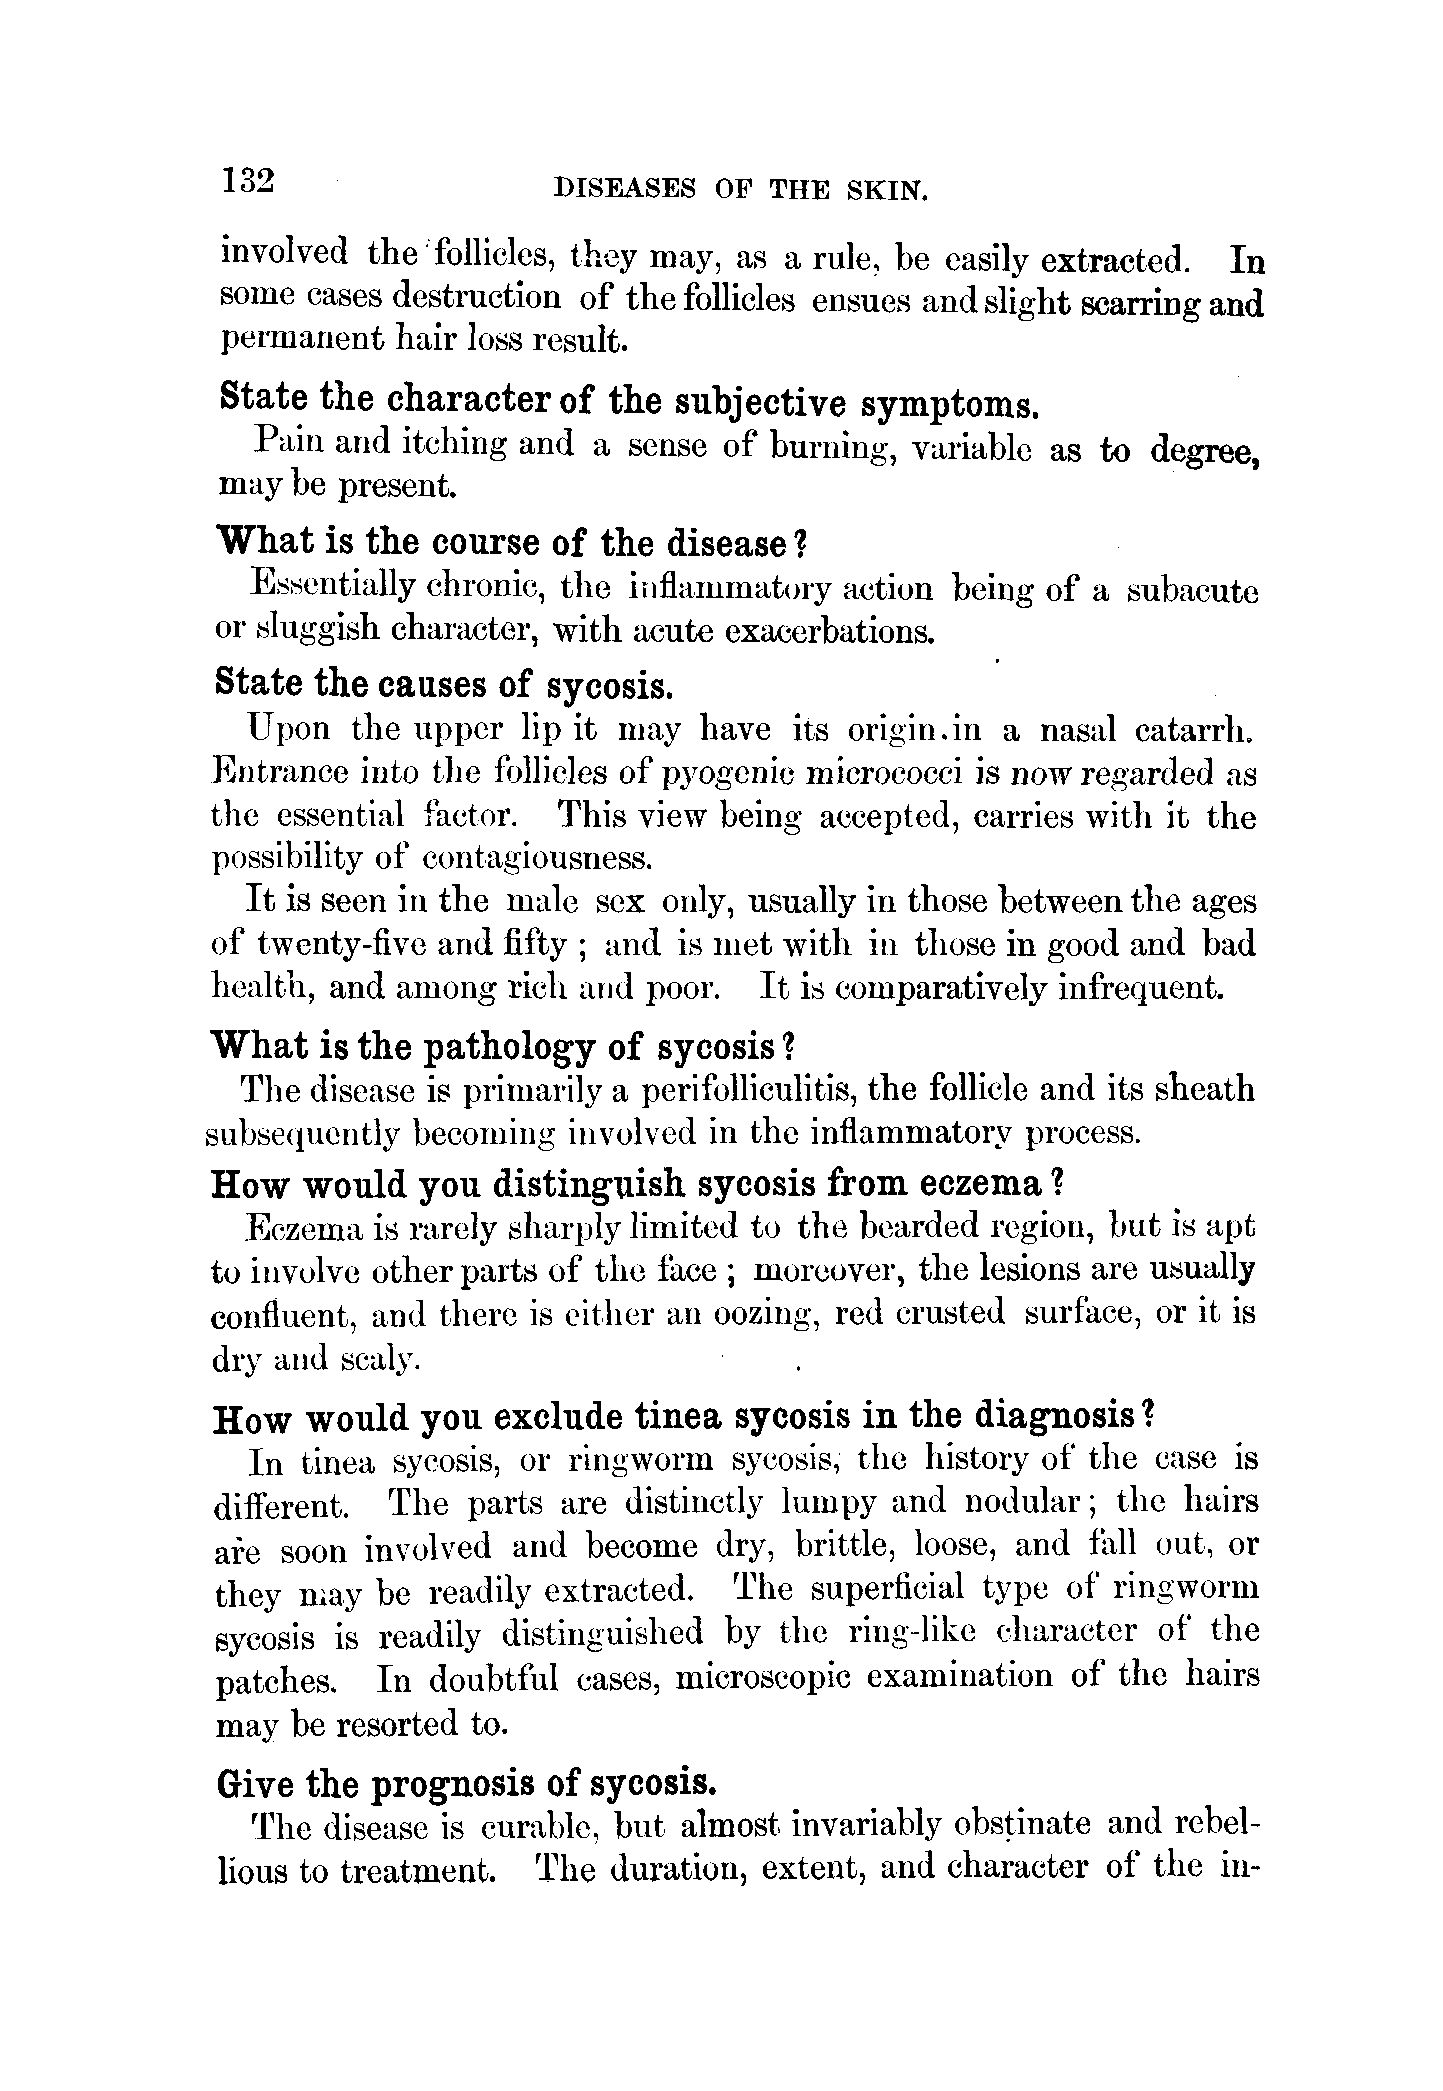 132
DISEASES OF THE SKIN.
involved the follicles, they may, as a rule, be easily extracted. In
some cases destruction of the follicles ensues and slight scarring and
permanent hair loss result.
State the character of the subjective symptoms.
Pain and itching and a sense of burning, variable as to degree,
may be present.
What is the course of the disease?
Essentially chronic, the inflammatory action being of a subacute
or sluggish character, with acute exacerbations.
State the causes of sycosis.
Upon the upper lip it may have its origin.in a nasal catarrh.
Entrance into the follicles of pyogenic micrococci is now regarded as
the essential factor. This view being accepted, carries with it the
possibility of contagiousness.
It is seen in the male sex only, usually in those between the ages
of twenty-five and fifty ; and is met with in those in good and bad
health, and among rich and poor. It is comparatively infrequent.
What is the pathology of sycosis?
The disease is primarily a perifolliculitis, the follicle and its sheath
subsequently becoming involved in the inflammatory process.
How would you distinguish sycosis from eczema?
Eczema is rarely sharply limited to the bearded region, but is apt
to involve other parts of the face ; moreover, the lesions are usually
confluent, and there is either an oozing, red crusted surface, or it is
dry and scaly.
How would you exclude tinea sycosis in the diagnosis?
In tinea sycosis, or ringworm sycosis, the history of the case is
different. The parts are distinctly lumpy and nodular; the hairs
are soon involved and become dry, brittle, loose, and fall out, or
they may be readily extracted. The superficial type of ringworm
sycosis is readily distinguished by the ring-like character of the
patches. In doubtful cases, microscopic examination of the hairs
may be resorted to.
Give the prognosis of sycosis.
The disease is curable, but almost invariably obstinate and rebel-
lious to treatment. The duration, extent, and character of the in-